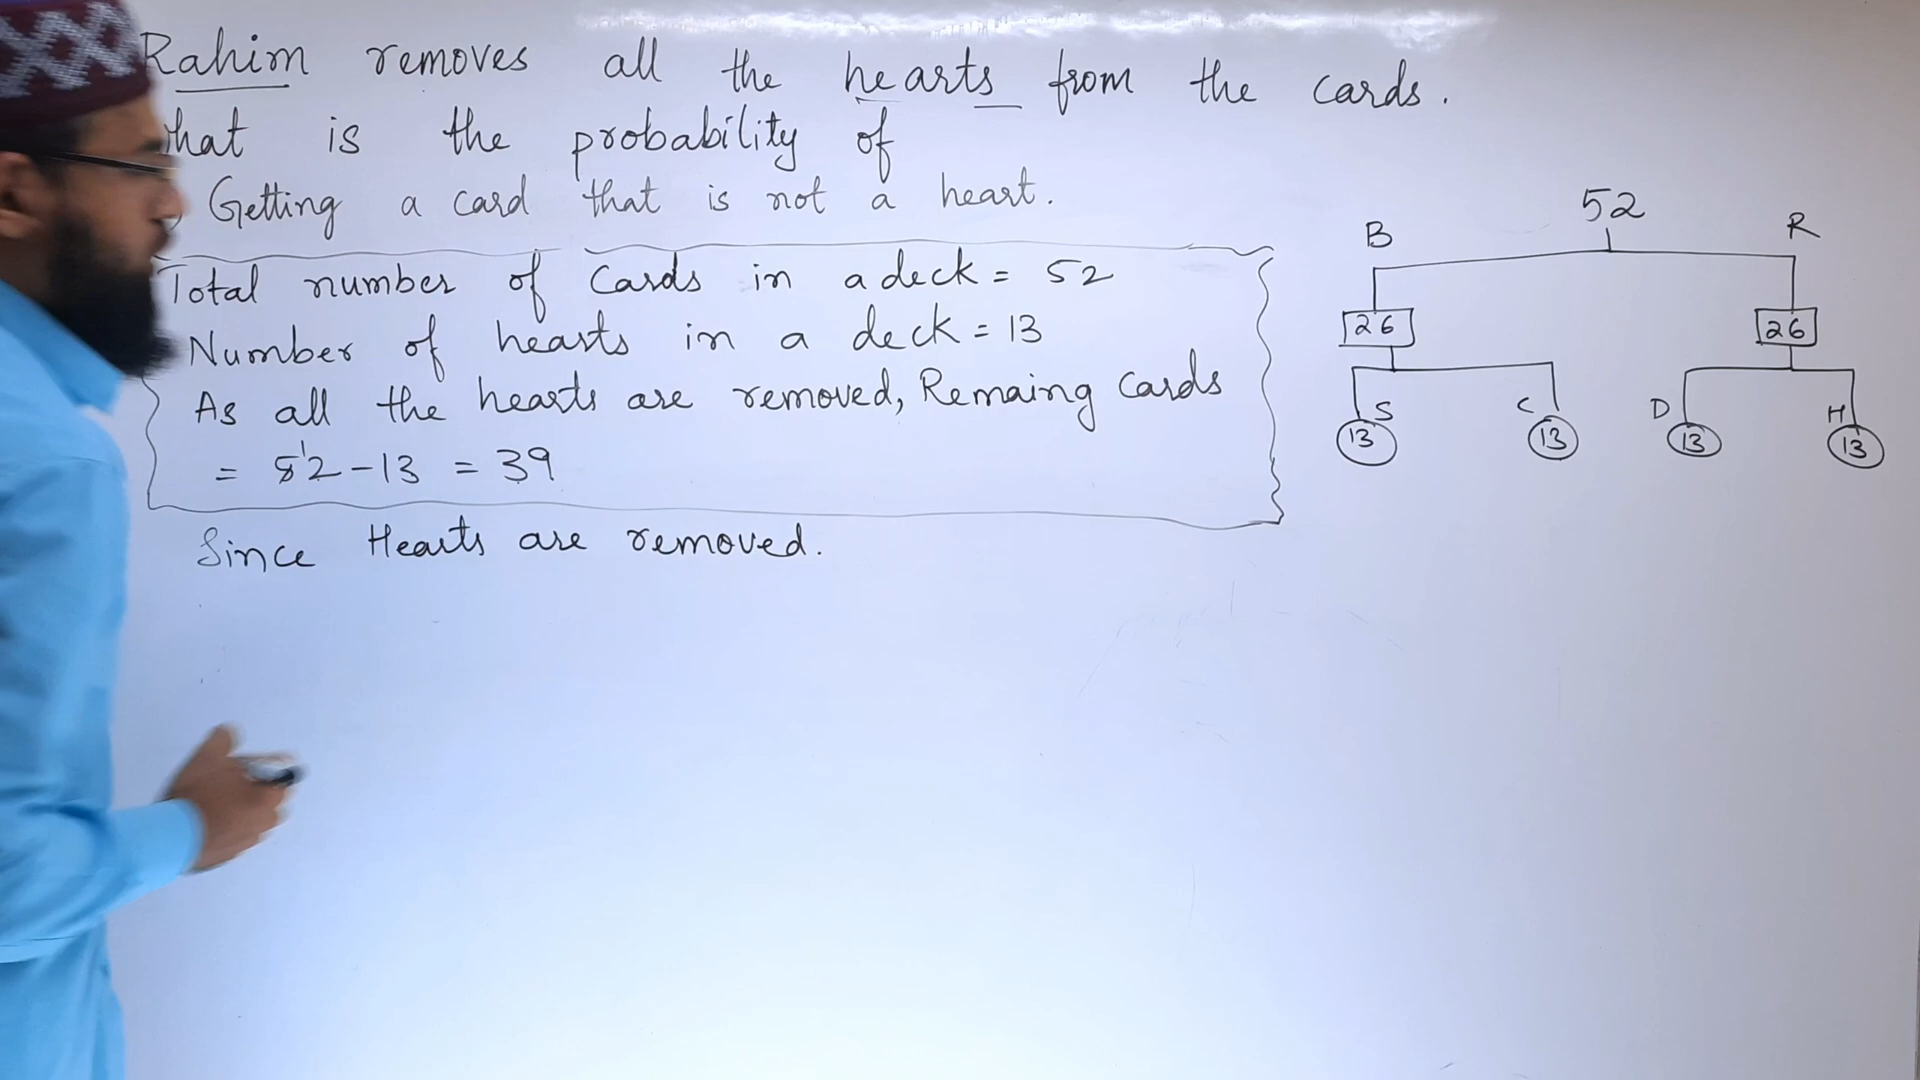 Rahim removes all the hearts from the cards.
What is the probability of
Getting a card that is not a heart.
Total number of Cards in a deck = 52
Number of hearts in a deck = 13
As all the hearts are removed, Remaing Cards
= 52 - 13 = 39
Since Hearts are removed.
52
B R
26 26
S C D H
13 13 13 13